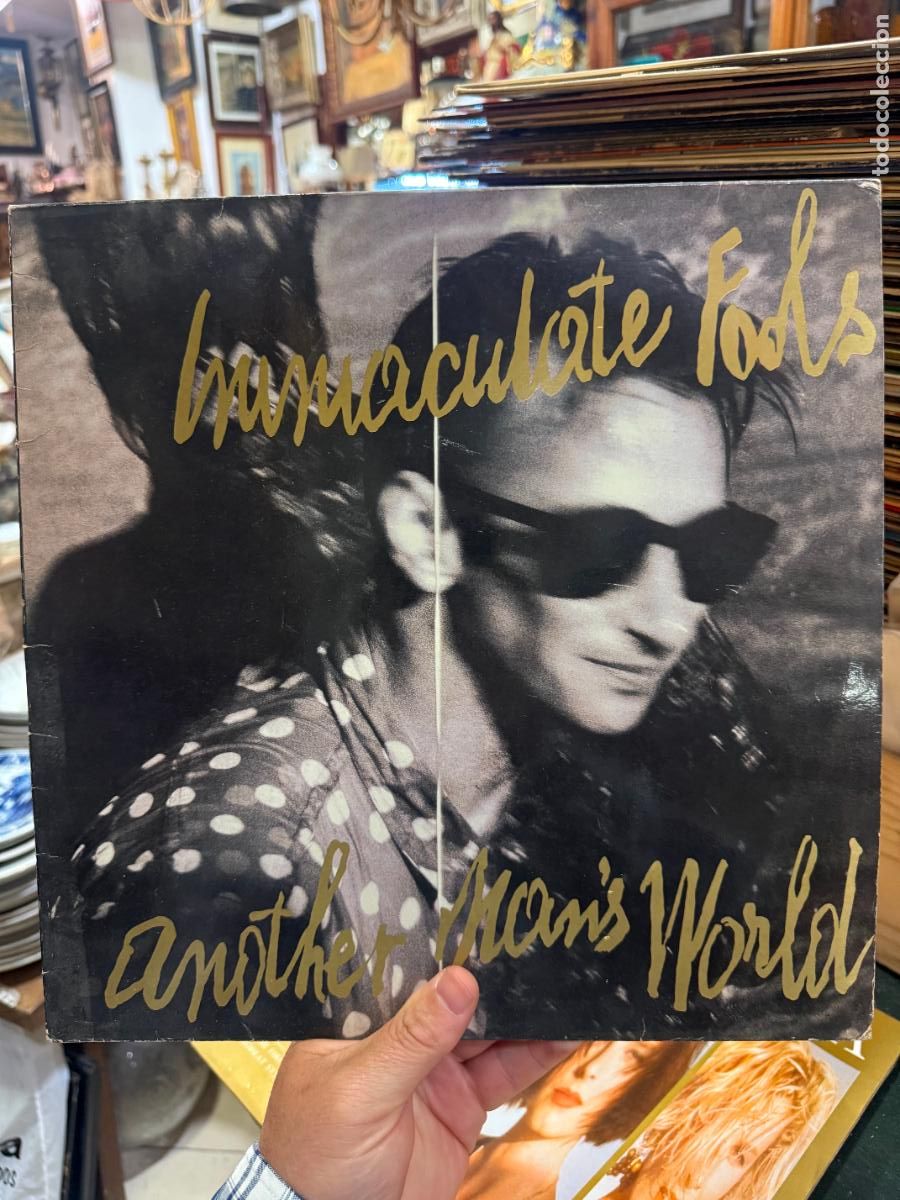 Immaculate Fools
Another Man's World
todocoleccion